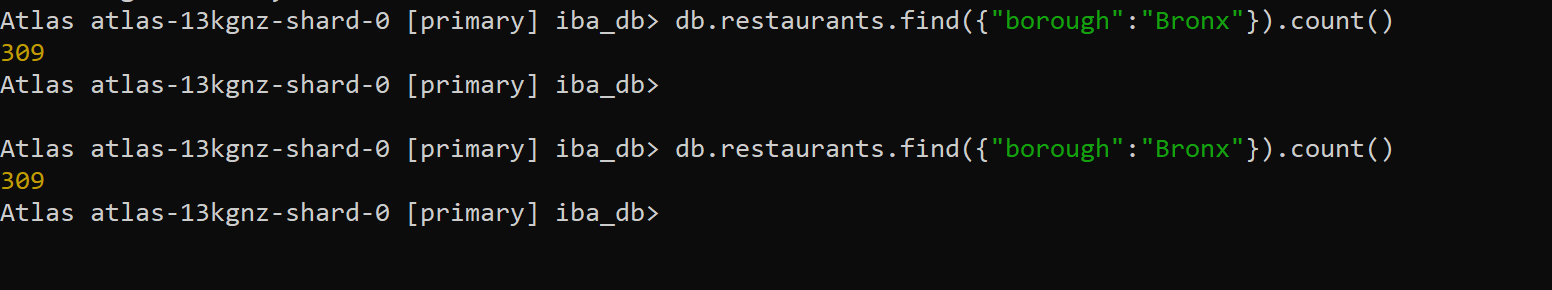 Atlas atlas-13kgnz-shard-0 [primary] iba_db> db.restaurants.find({"borough":"Bronx"}).count()
309
Atlas atlas-13kgnz-shard-0 [primary] iba_db>
Atlas atlas-13kgnz-shard-0 [primary] iba_db> db.restaurants.find({"borough":"Bronx"}).count()
309
Atlas atlas-13kgnz-shard-0 [primary] iba_db>